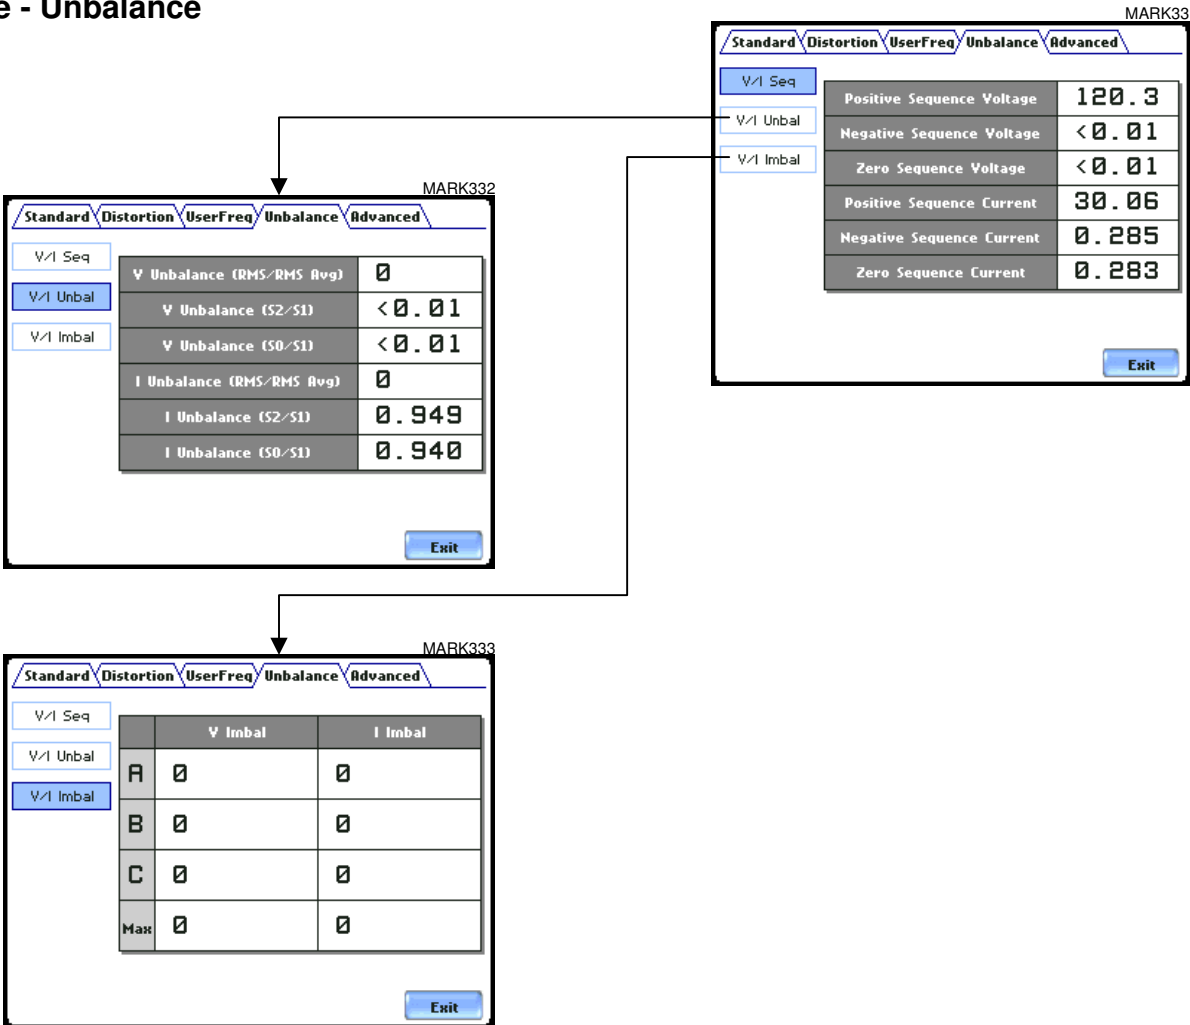 e - Unbalance
MARK33
Standard Distortion UserFreq Unbalance Advanced
V/I Seq
V/I Unbal
V/I Imbal
Positive Sequence Voltage 120.3
Negative Sequence Voltage <0.01
Zero Sequence Voltage <0.01
Positive Sequence Current 30.06
Negative Sequence Current 0.285
Zero Sequence Current 0.283
Exit
MARK332
Standard Distortion UserFreq Unbalance Advanced
V/I Seq
V/I Unbal
V/I Imbal
V Unbalance (RMS/RMS Avg) 0
V Unbalance (S2/S1) <0.01
V Unbalance (S0/S1) <0.01
I Unbalance (RMS/RMS Avg) 0
I Unbalance (S2/S1) 0.949
I Unbalance (S0/S1) 0.940
Exit
MARK333
Standard Distortion UserFreq Unbalance Advanced
V/I Seq
V/I Unbal
V/I Imbal
V Imbal I Imbal
A 0 0
B 0 0
C 0 0
Max 0 0
Exit